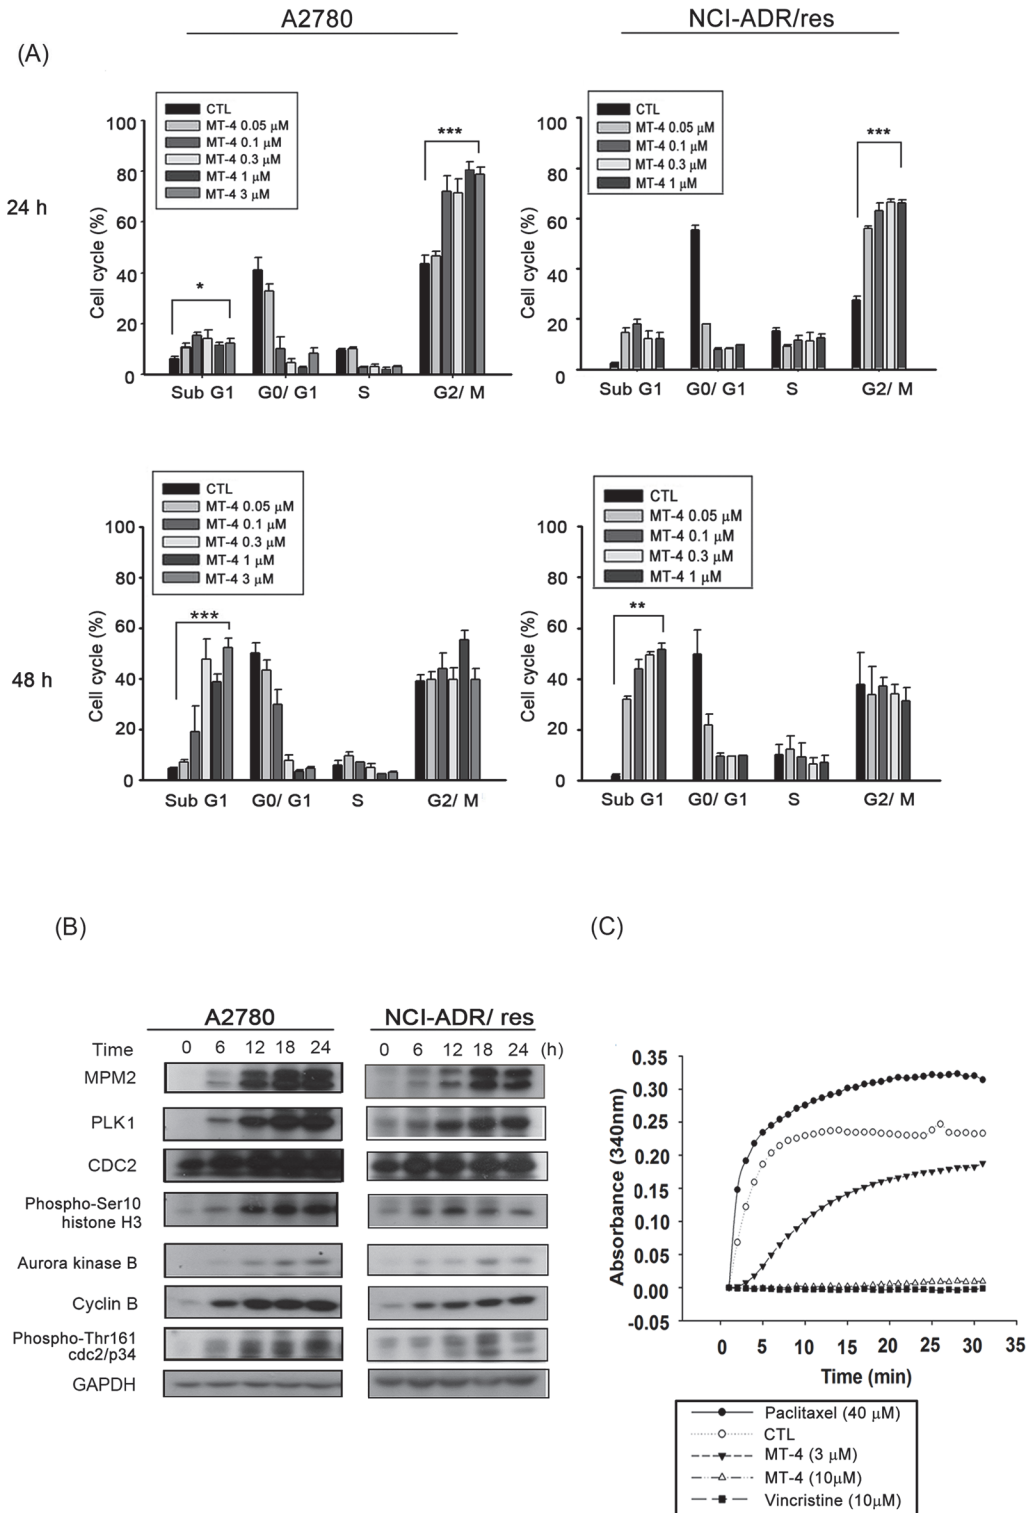 A2780
NCI-ADR/res
(A)
24 h
CTL
MT-4 0.05 μM
MT-4 0.1 μM
MT-4 0.3 μM
MT-4 1 μM
MT-4 3 μM
***
*
Cell cycle (%)
100
80
60
40
20
0
Sub G1 G0/ G1 S G2/ M
CTL
MT-4 0.05 μM
MT-4 0.1 μM
MT-4 0.3 μM
MT-4 1 μM
***
Cell cycle (%)
100
80
60
40
20
0
Sub G1 G0/ G1 S G2/ M
48 h
CTL
MT-4 0.05 μM
MT-4 0.1 μM
MT-4 0.3 μM
MT-4 1 μM
MT-4 3 μM
***
Cell cycle (%)
100
80
60
40
20
0
Sub G1 G0/ G1 S G2/ M
CTL
MT-4 0.05 μM
MT-4 0.1 μM
MT-4 0.3 μM
MT-4 1 μM
**
Cell cycle (%)
100
80
60
40
20
0
Sub G1 G0/ G1 S G2/ M
(B)
A2780 NCI-ADR/ res
Time 0 6 12 18 24 0 6 12 18 24 (h)
MPM2
PLK1
CDC2
Phospho-Ser10
histone H3
Aurora kinase B
Cyclin B
Phospho-Thr161
cdc2/p34
GAPDH
(C)
Absorbance (340nm)
0.35
0.30
0.25
0.20
0.15
0.10
0.05
0.00
-0.05
0 5 10 15 20 25 30 35
Time (min)
Paclitaxel (40 μM)
CTL
MT-4 (3 μM)
MT-4 (10μM)
Vincristine (10μM)